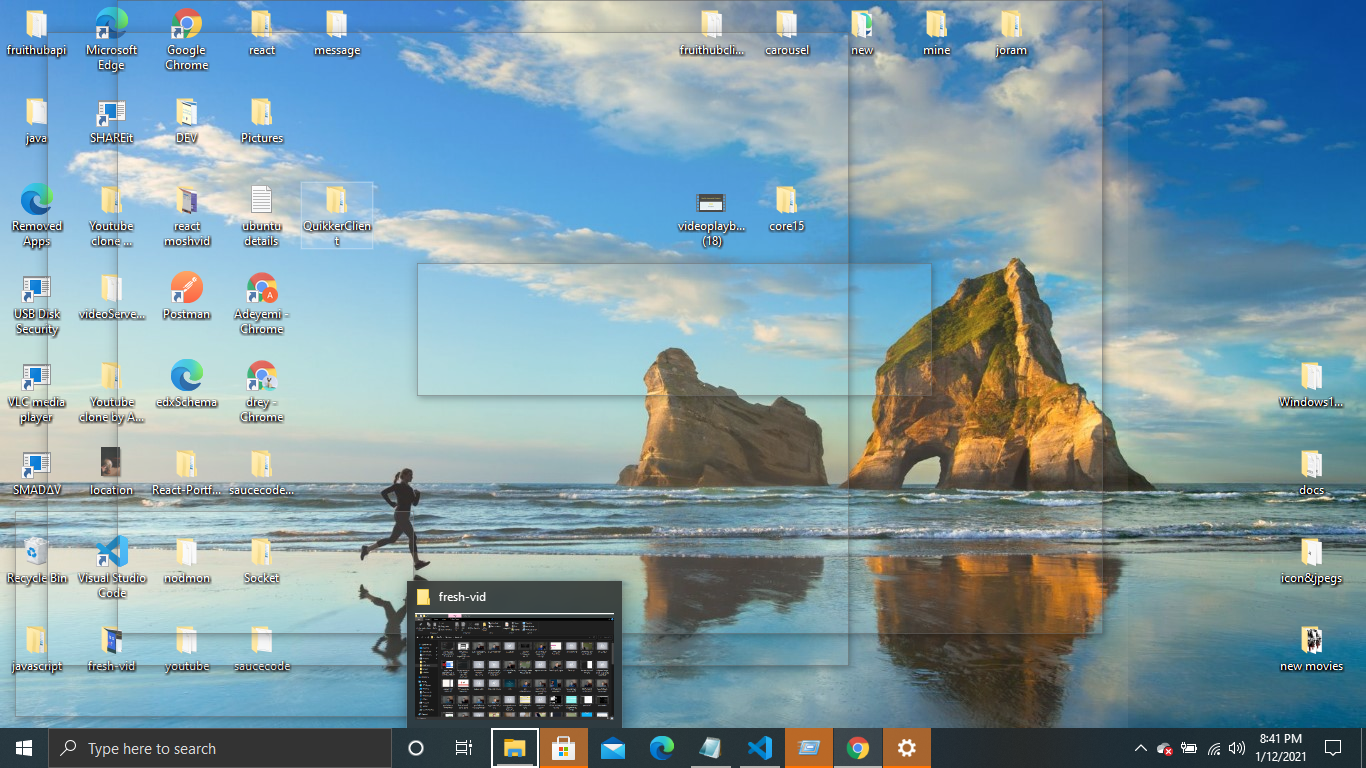 fruithubapi
Microsoft
Edge
Google
Chrome
react
message
fruithubcli...
carousel
new
mine
joram
java
SHAREit
DEV
Pictures
Removed
Apps
Youtube
clone ...
react
moshvid
ubuntu
details
QuikkerClien
t
videoplayb...
(18)
core15
USB Disk
Security
videoServe...
Postman
Adeyemi -
Chrome
VLC media
player
Youtube
clone by A...
edxSchema
drey -
Chrome
Windows1...
SMADΔV
location
React-Portf...
saucecode...
docs
Recycle Bin
Visual Studio
Code
nodmon
Socket
icon&jpegs
fresh-vid
javascript
fresh-vid
youtube
saucecode
new movies
Type here to search
8:41 PM
1/12/2021